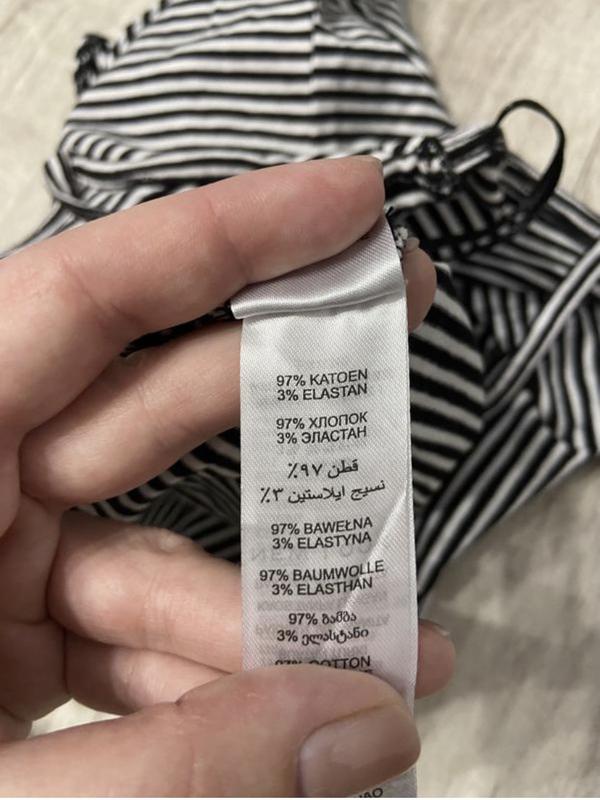 97% KATOEN
3% ELASTAN
97% ХЛОПОК
3% ЭЛАСТАН
قطن ٩٧٪
نسيج ايلاستين ٣٪
97% BAWEŁNA
3% ELASTYNA
97% BAUMWOLLE
3% ELASTHAN
97% ბამბა
3% ელასტანი
97% COTTON